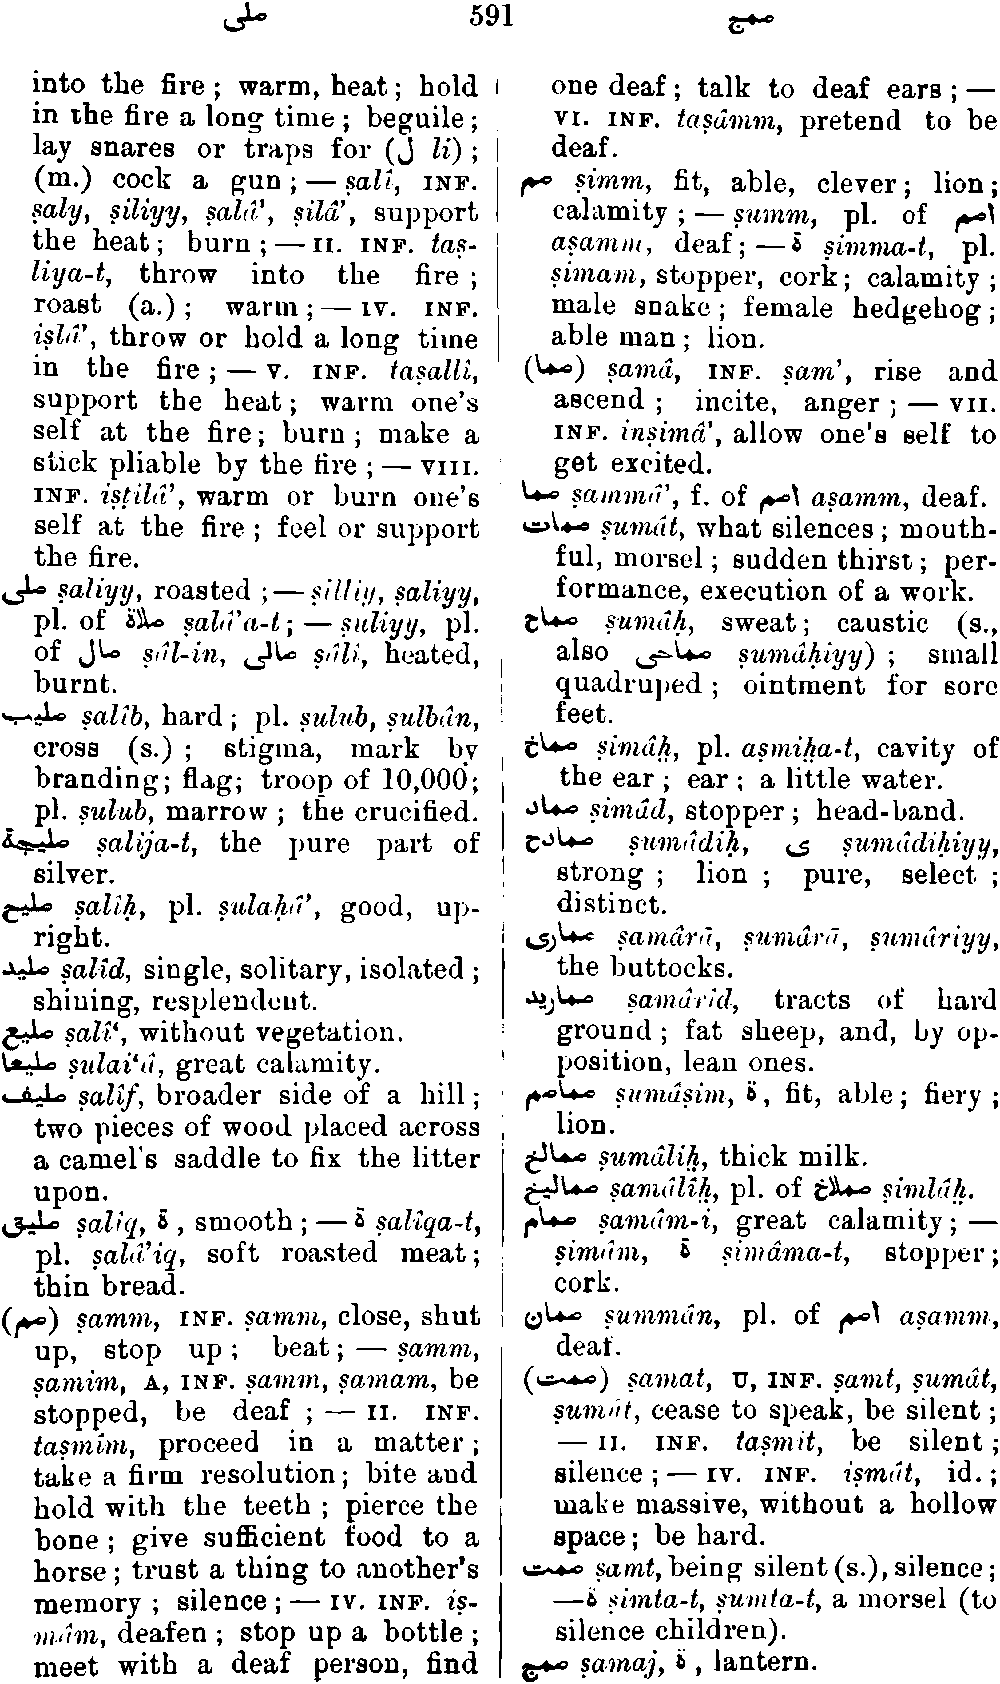 صلى 591 صمج
into the fire ; warm, heat ; hold
in the fire a long time ; beguile ;
lay snares or traps for (ل li) ;
(m.) cock a gun ; — ṣalî, INF.
ṣaly, ṣiliyy, ṣalâ’, ṣilâ’, support
the heat ; burn ; — II. INF. taṣ-
liya-t, throw into the fire ;
roast (a.) ; warm ; — IV. INF.
iṣlâ’, throw or hold a long time
in the fire ; — V. INF. taṣallî,
support the heat ; warm one's
self at the fire ; burn ; make a
stick pliable by the fire ; — VIII.
INF. iṣṭilâ’, warm or burn one's
self at the fire ; feel or support
the fire.
صلى ṣaliyy, roasted ; — ṣilliy, ṣaliyy,
pl. of صلاة ṣalâ’a-t ; — ṣuliyy, pl.
of صال ṣâl-in, صالى ṣâlî, heated,
burnt.
صليب ṣalîb, hard ; pl. ṣulub, ṣulbân,
cross (s.) ; stigma, mark by
branding ; flag ; troop of 10,000 ;
pl. ṣulub, marrow ; the crucified.
صليجة ṣalîja-t, the pure part of
silver.
صليح ṣalîḥ, pl. ṣulaḥâ’, good, up-
right.
صليد ṣalîd, single, solitary, isolated ;
shining, resplendent.
صليع ṣalî‘, without vegetation.
صليعا ṣulai‘â, great calamity.
صليف ṣalîf, broader side of a hill ;
two pieces of wood placed across
a camel's saddle to fix the litter
upon.
صليق ṣalîq, ة, smooth ; — ة ṣalîqa-t,
pl. ṣalâ’iq, soft roasted meat ;
thin bread.
(صم) ṣamm, INF. ṣamm, close, shut
up, stop up ; beat ; — ṣamm,
ṣamim, A, INF. ṣamm, ṣamam, be
stopped, be deaf ; — II. INF.
taṣmîm, proceed in a matter ;
take a firm resolution ; bite and
hold with the teeth ; pierce the
bone ; give sufficient food to a
horse ; trust a thing to another's
memory ; silence ; — IV. INF. iṣ-
mâm, deafen ; stop up a bottle ;
meet with a deaf person, find
one deaf ; talk to deaf ears ; —
VI. INF. taṣâmm, pretend to be
deaf.
صم ṣimm, fit, able, clever ; lion ;
calamity ; — ṣumm, pl. of اصم
aṣamm, deaf ; — ة ṣimma-t, pl.
ṣimam, stopper, cork ; calamity ;
male snake ; female hedgehog ;
able man ; lion.
(صما) ṣamâ, INF. ṣam’, rise and
ascend ; incite, anger ; — VII.
INF. inṣimâ’, allow one's self to
get excited.
صما ṣammâ’, f. of اصم aṣamm, deaf.
صمات ṣumât, what silences ; mouth-
ful, morsel ; sudden thirst ; per-
formance, execution of a work.
صماح ṣumâḥ, sweat ; caustic (s.,
also صماحى ṣumâḥiyy) ; small
quadruped ; ointment for sore
feet.
صماخ ṣimâḫ, pl. aṣmiḫa-t, cavity of
the ear ; ear ; a little water.
صماد ṣimâd, stopper ; head-band.
صمادح ṣumâdiḥ, ى ṣumâdiḥiyy,
strong ; lion ; pure, select ;
distinct.
صمارى ṣamâra, ṣumâra, ṣumâriyy,
the buttocks.
صماريد ṣamârîd, tracts of hard
ground ; fat sheep, and, by op-
position, lean ones.
صماصم ṣumâṣim, ة, fit, able ; fiery ;
lion.
صمالخ ṣumâliḫ, thick milk.
صماليخ ṣamâlîḫ, pl. of صملاخ ṣimlâḫ.
صمام ṣamâm-i, great calamity ; —
ṣimâm, ة ṣimâma-t, stopper ;
cork.
صمان ṣummân, pl. of اصم aṣamm,
deaf.
(صمت) ṣamat, U, INF. ṣamt, ṣumât,
ṣumût, cease to speak, be silent ;
— II. INF. taṣmît, be silent ;
silence ; — IV. INF. iṣmât, id. ;
make massive, without a hollow
space ; be hard.
صمت ṣamt, being silent (s.), silence ;
— ة ṣimta-t, ṣumta-t, a morsel (to
silence children).
صمج ṣamaj, ة, lantern.